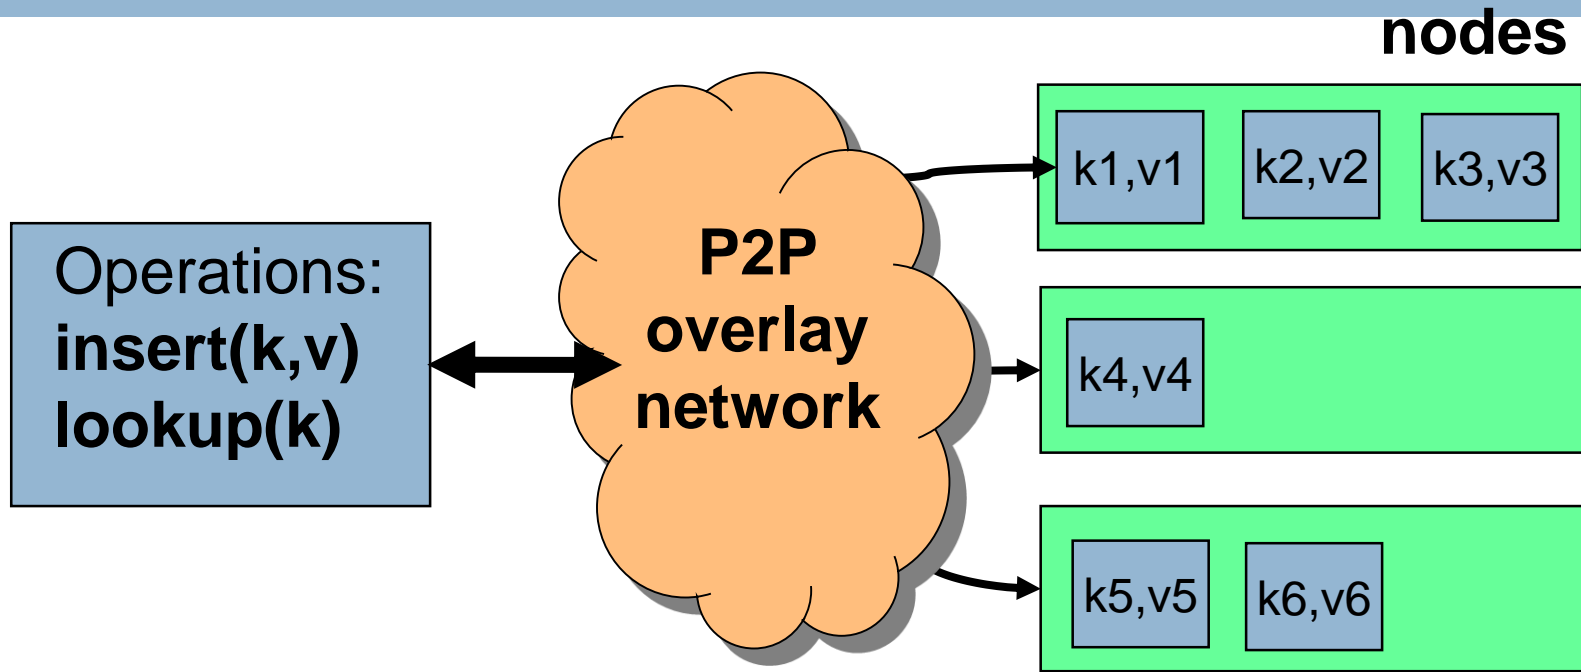 nodes
Operations:
insert(k,v)
lookup(k)
P2P
overlay
network
k1,v1
k2,v2
k3,v3
k4,v4
k5,v5
k6,v6